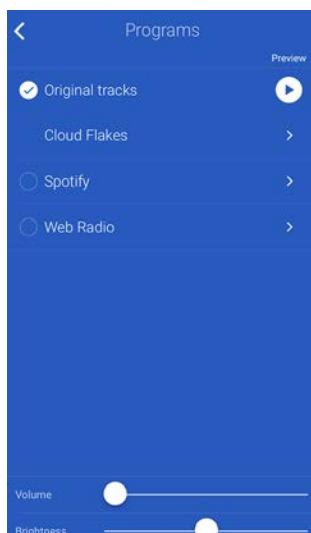 Programs
Preview
Original tracks
Cloud Flakes
Spotify
Web Radio
Volume
Brightness